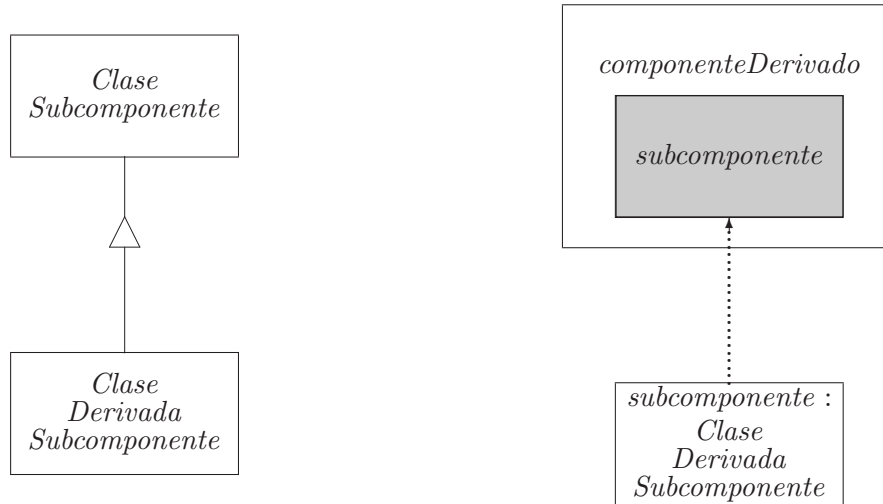 Clase
Subcomponente
Clase
Derivada
Subcomponente
componenteDerivado
subcomponente
subcomponente :
Clase
Derivada
Subcomponente